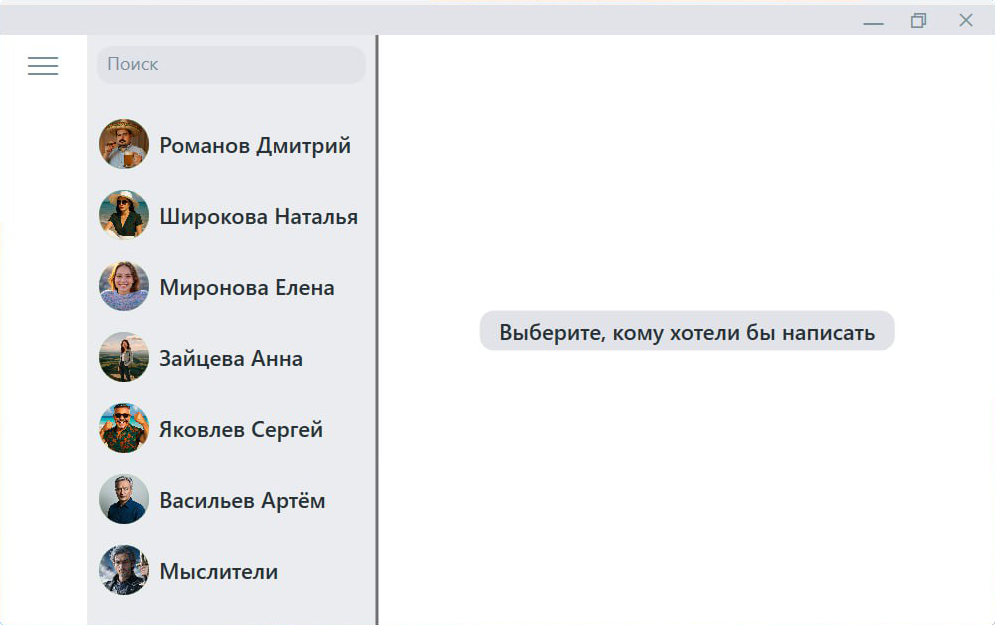 Поиск
Романов Дмитрий
Широкова Наталья
Миронова Елена
Зайцева Анна
Яковлев Сергей
Васильев Артём
Мыслители
Выберите, кому хотели бы написать